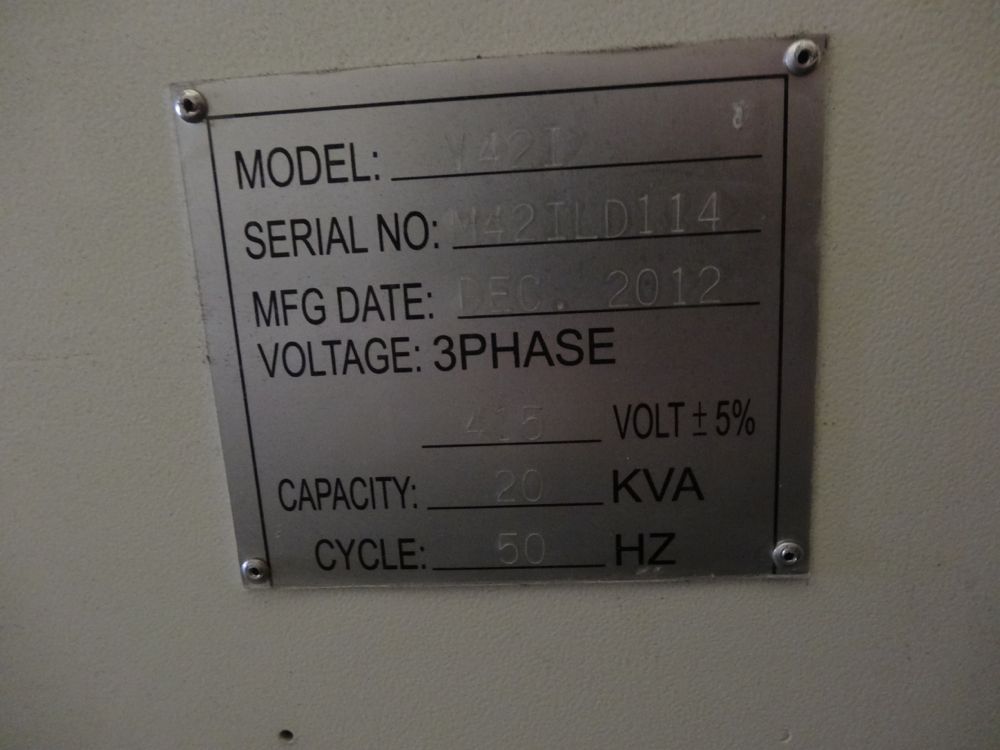 MODEL:
SERIAL NO: M42ILD114
MFG DATE: DEC. 2012
VOLTAGE: 3PHASE
415 VOLT ± 5%
CAPACITY: 20 KVA
CYCLE: 50 HZ